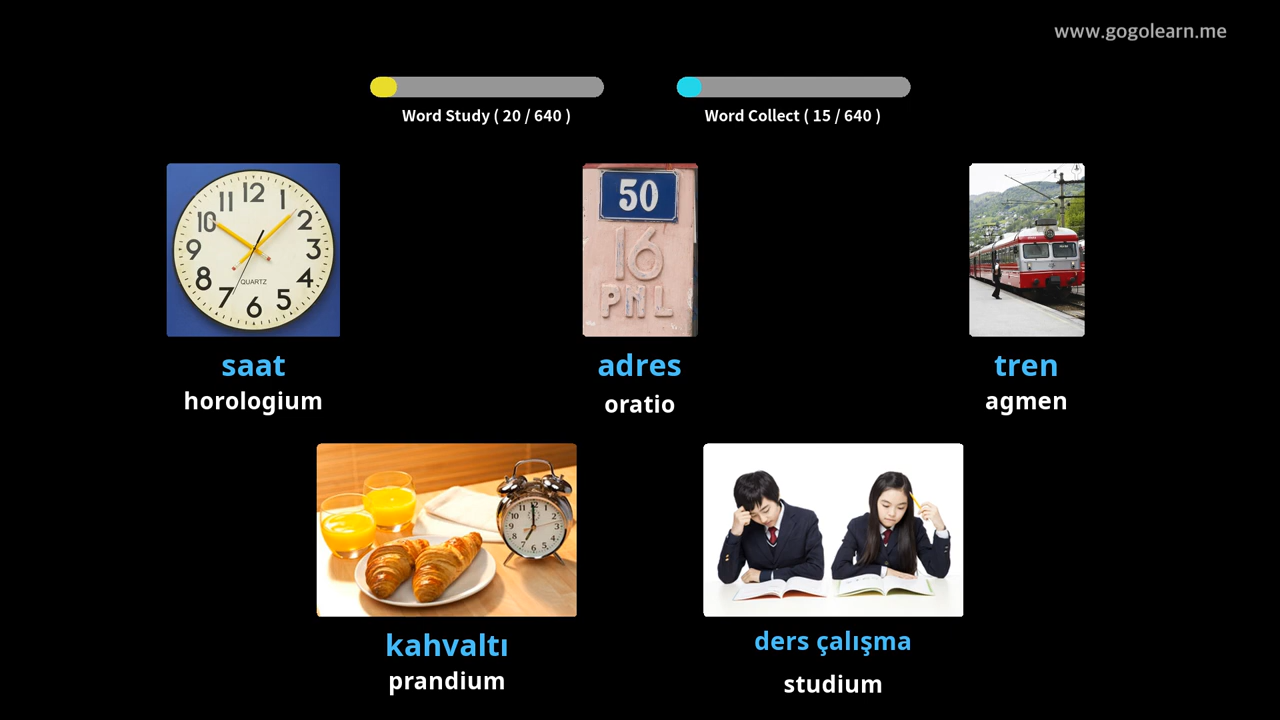 www.gogolearn.me
Word Study ( 20 / 640 )
Word Collect ( 15 / 640 )
12
1
2
3
4
5
6
7
8
9
10
11
QUARTZ
50
16
PNL
saat
horologium
adres
oratio
tren
agmen
kahvaltı
prandium
ders çalışma
studium